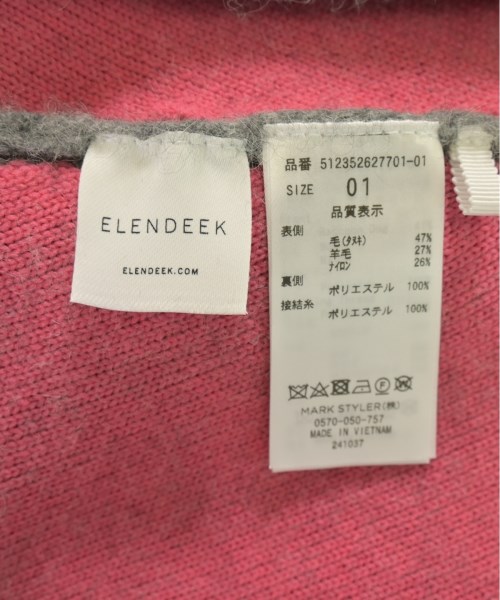 ELENDEEK
ELENDEEK.COM
品番 512352627701-01
SIZE 01
品質表示
表側
毛(タヌキ) 47%
羊毛 27%
ナイロン 26%
裏側 ポリエステル 100%
接結糸 ポリエステル 100%
MARK STYLER(株)
0570-050-757
MADE IN VIETNAM
241037